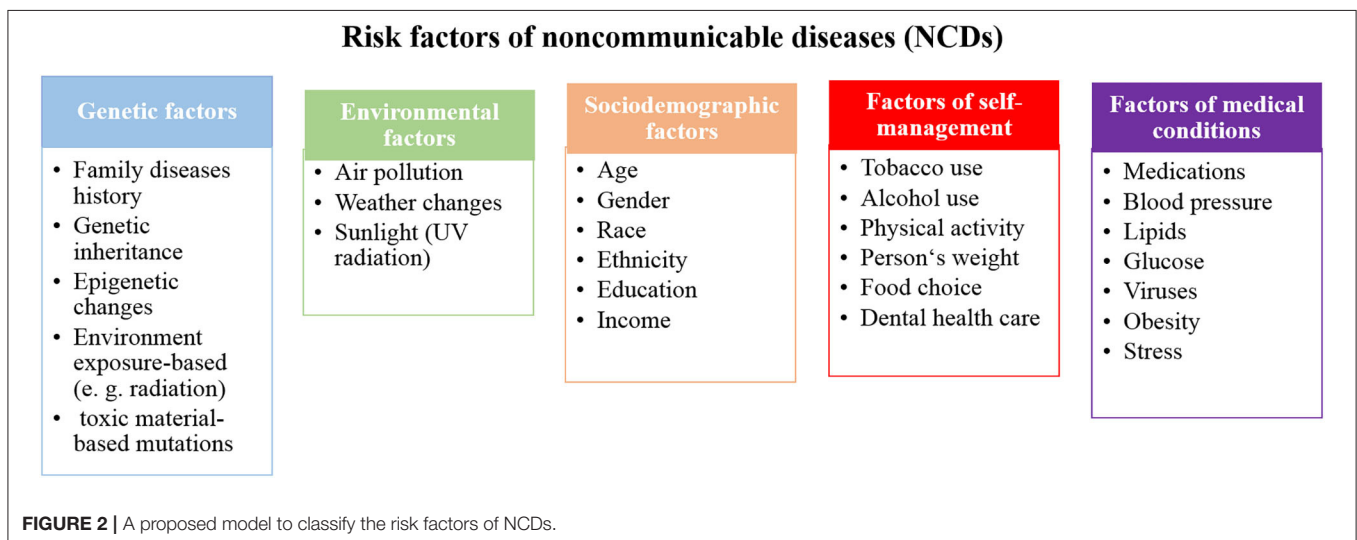 Risk factors of noncommunicable diseases (NCDs)
Genetic factors
• Family diseases
history
• Genetic
inheritance
• Epigenetic
changes
• Environment
exposure-based
(e. g. radiation)
• toxic material-
based mutations
Environmental
factors
• Air pollution
• Weather changes
• Sunlight (UV
radiation)
Sociodemographic
factors
• Age
• Gender
• Race
• Ethnicity
• Education
• Income
Factors of self-
management
• Tobacco use
• Alcohol use
• Physical activity
• Person‘s weight
• Food choice
• Dental health care
Factors of medical
conditions
• Medications
• Blood pressure
• Lipids
• Glucose
• Viruses
• Obesity
• Stress
FIGURE 2 | A proposed model to classify the risk factors of NCDs.